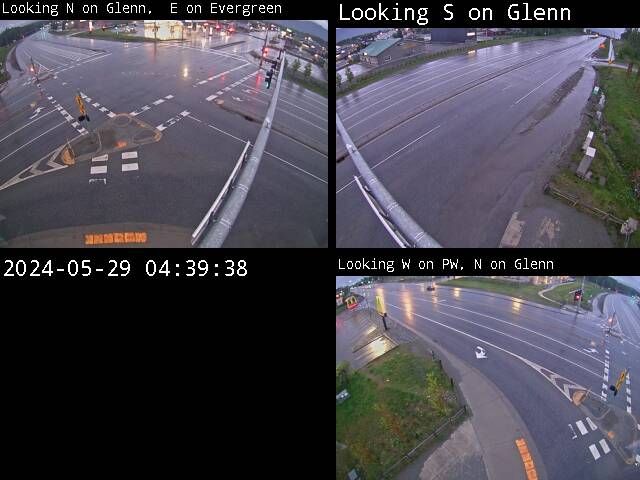 Looking N on Glenn,  E on Evergreen
Looking S on Glenn
2024-05-29 04:39:38
Looking W on PW, N on Glenn